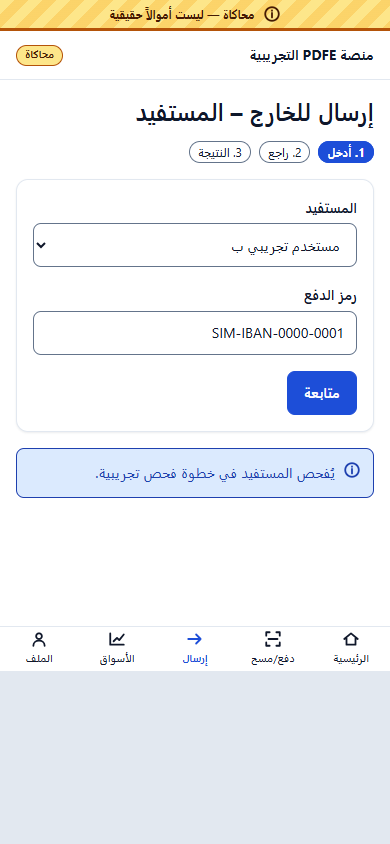 محاكاة — ليست أموالاً حقيقية
منصة PDFE التجريبية
محاكاة
إرسال للخارج – المستفيد
1. أدخل
2. راجع
3. النتيجة
المستفيد
مستخدم تجريبي ب
رمز الدفع
SIM-IBAN-0000-0001
متابعة
يُفحص المستفيد في خطوة فحص تجريبية.
الرئيسية
دفع/مسح
إرسال
الأسواق
الملف